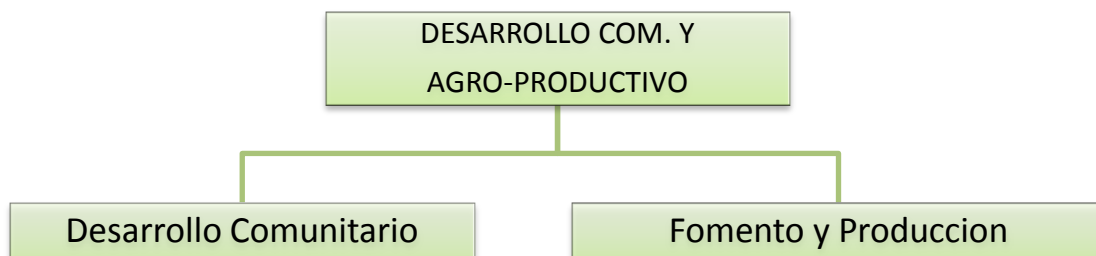 DESARROLLO COM. Y
AGRO-PRODUCTIVO
Desarrollo Comunitario
Fomento y Produccion